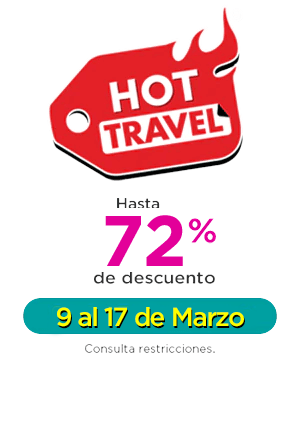 HOT
TRAVEL
Hasta
72%
de descuento
9 al 17 de Marzo
Consulta restricciones.